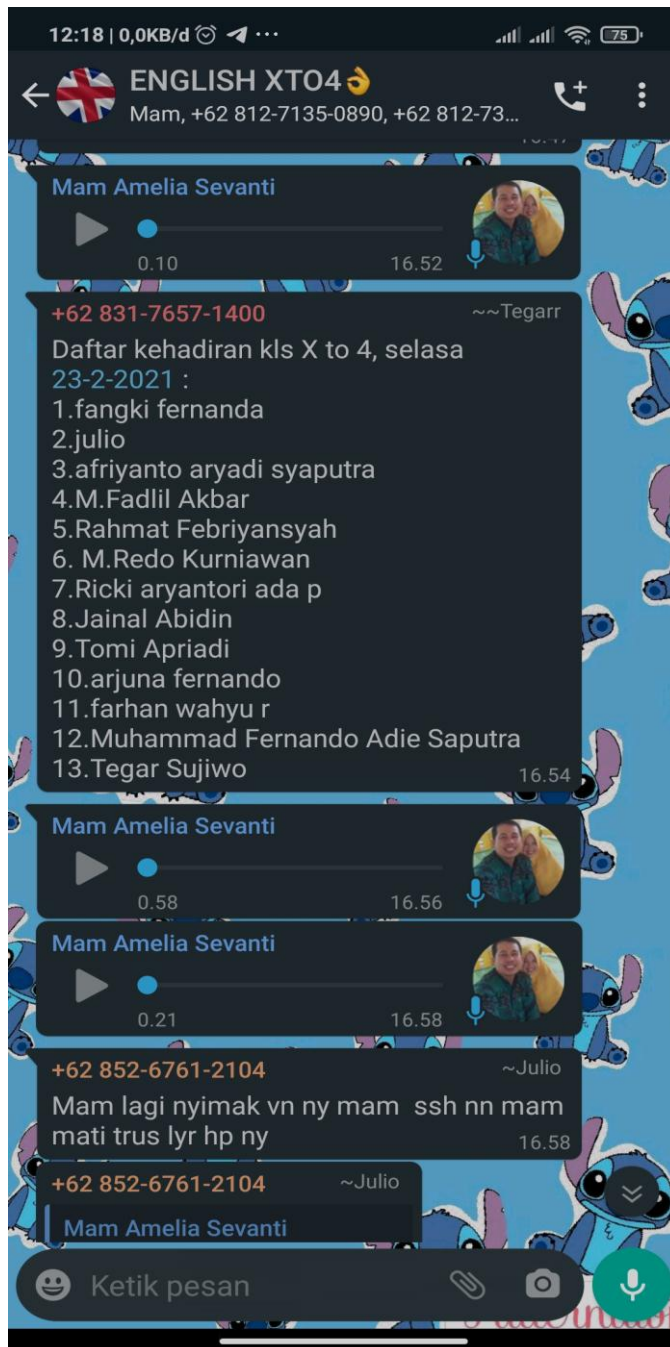 12:18 | 0,0KB/d
75
ENGLISH XTO4👌
Mam, +62 812-7135-0890, +62 812-73...
Mam Amelia Sevanti
0.10 16.52
+62 831-7657-1400 ~~Tegarr
Daftar kehadiran kls X to 4, selasa
23-2-2021 :
1.fangki fernanda
2.julio
3.afriyanto aryadi syaputra
4.M.Fadlil Akbar
5.Rahmat Febriyansyah
6. M.Redo Kurniawan
7.Ricki aryantori ada p
8.Jainal Abidin
9.Tomi Apriadi
10.arjuna fernando
11.farhan wahyu r
12.Muhammad Fernando Adie Saputra
13.Tegar Sujiwo
16.54
Mam Amelia Sevanti
0.58 16.56
Mam Amelia Sevanti
0.21 16.58
+62 852-6761-2104 ~Julio
Mam lagi nyimak vn ny mam ssh nn mam
mati trus lyr hp ny
16.58
+62 852-6761-2104 ~Julio
Mam Amelia Sevanti
Ketik pesan